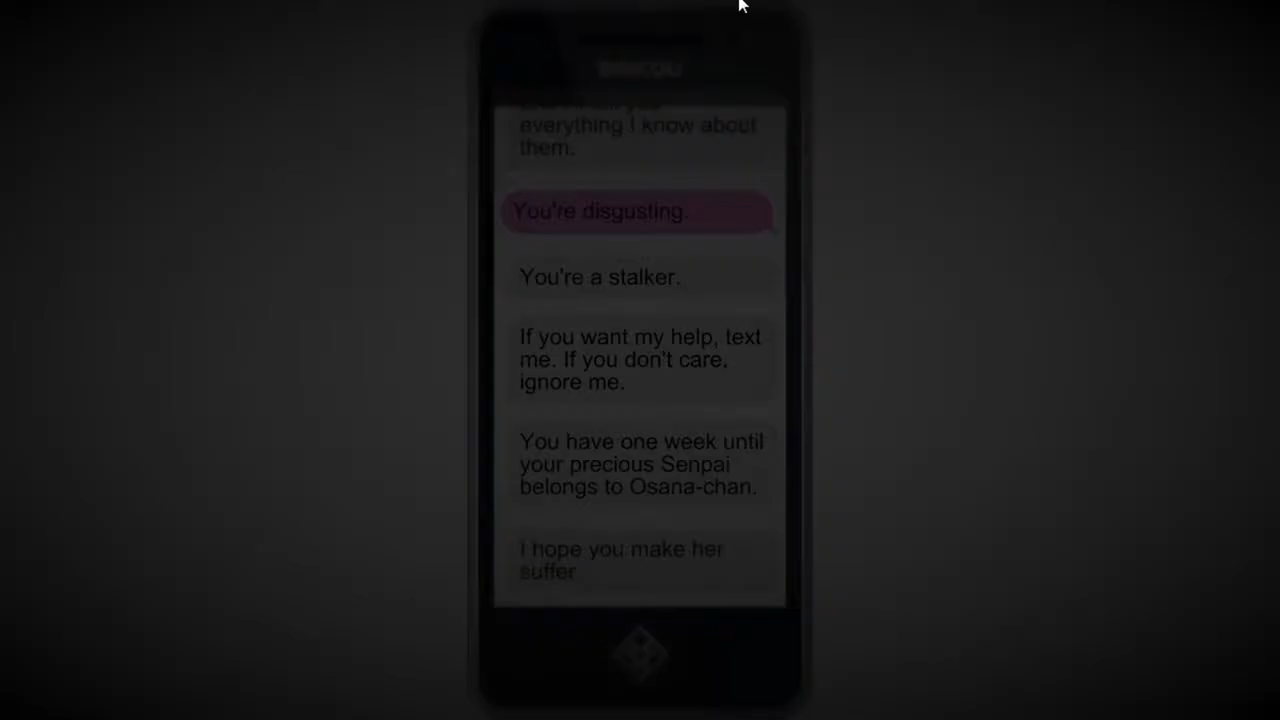 everything I know about
them.
You're disgusting.
You're a stalker.
If you want my help, text
me. If you don't care,
ignore me.
You have one week until
your precious Senpai
belongs to Osana-chan.
I hope you make her
suffer